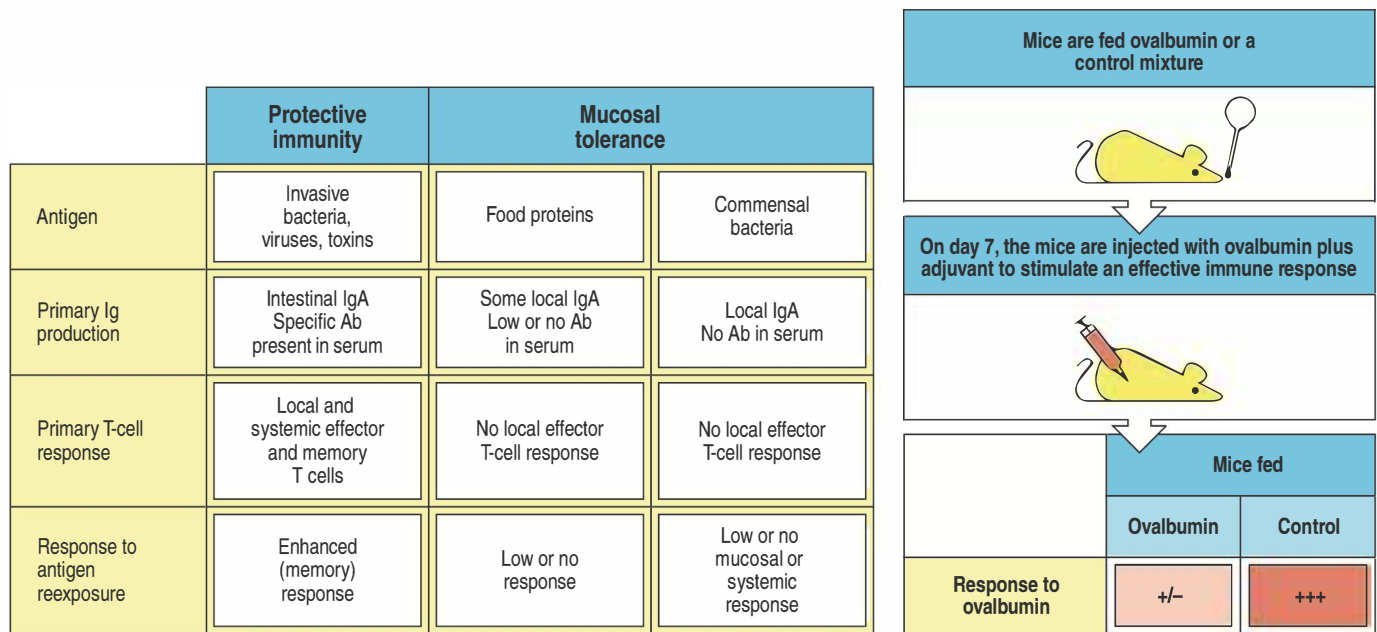 Protective
immunity
Mucosal
tolerance
Antigen
Invasive
bacteria,
viruses, toxins
Food proteins
Commensal
bacteria
Primary Ig
production
Intestinal IgA
Specific Ab
present in serum
Some local IgA
Low or no Ab
in serum
Local IgA
No Ab in serum
Primary T-cell
response
Local and
systemic effector
and memory
T cells
No local effector
T-cell response
No local effector
T-cell response
Response to
antigen
reexposure
Enhanced
(memory)
response
Low or no
response
Low or no
mucosal or
systemic
response
Mice are fed ovalbumin or a
control mixture
On day 7, the mice are injected with ovalbumin plus
adjuvant to stimulate an effective immune response
Mice fed
Ovalbumin
Control
Response to
ovalbumin
+/–
+++